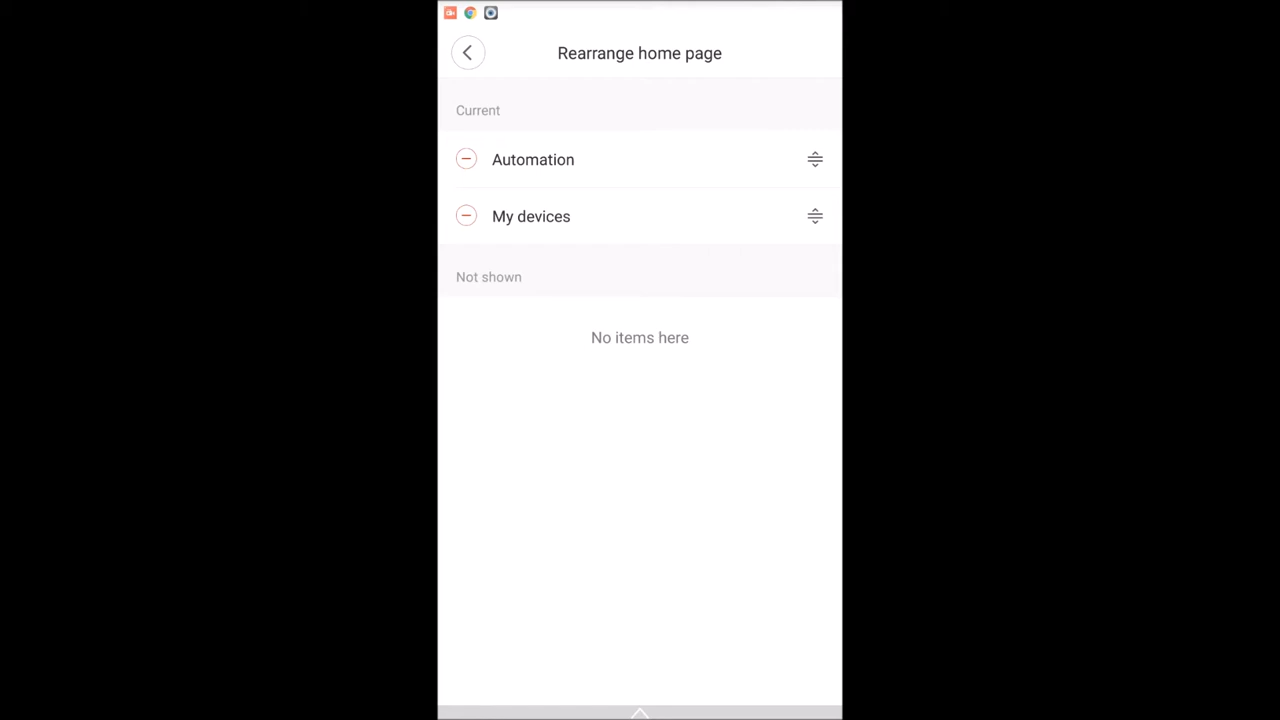 Rearrange home page
Current
Automation
My devices
Not shown
No items here